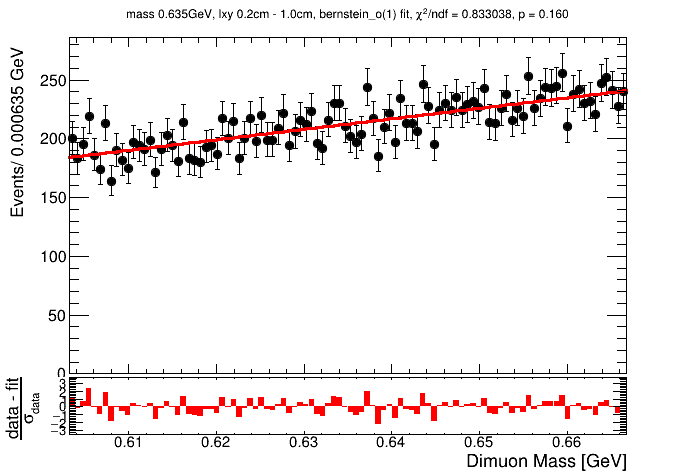 mass 0.635GeV, lxy 0.2cm - 1.0cm, bernstein_o(1) fit, χ²/ndf = 0.833038, p = 0.160
Events/ 0.000635 GeV
250
200
150
100
50
0
data - fit
σdata
3
2
1
0
−1
−2
−3
0.61 0.62 0.63 0.64 0.65 0.66
Dimuon Mass [GeV]